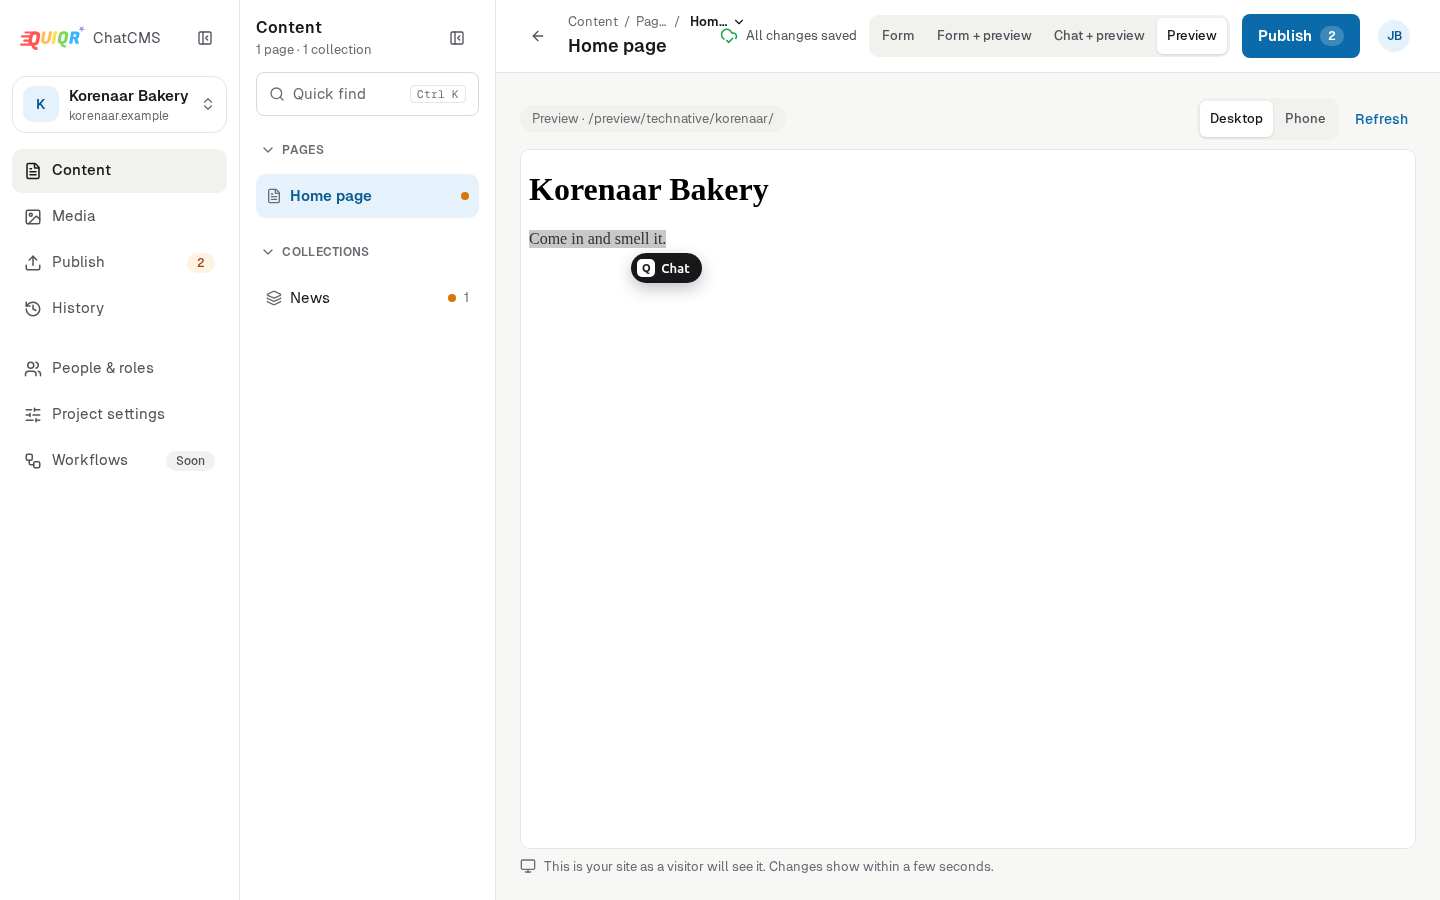 QUIQR ChatCMS
K
Korenaar Bakery
korenaar.example
Content
Media
Publish 2
History
People & roles
Project settings
Workflows Soon
Content
1 page · 1 collection
Quick find Ctrl K
PAGES
Home page
COLLECTIONS
News 1
Content / Pag... / Hom...
Home page
All changes saved
Form
Form + preview
Chat + preview
Preview
Publish 2
JB
Preview · /preview/technative/korenaar/
Desktop
Phone
Refresh
Korenaar Bakery
Come in and smell it.
Q Chat
This is your site as a visitor will see it. Changes show within a few seconds.